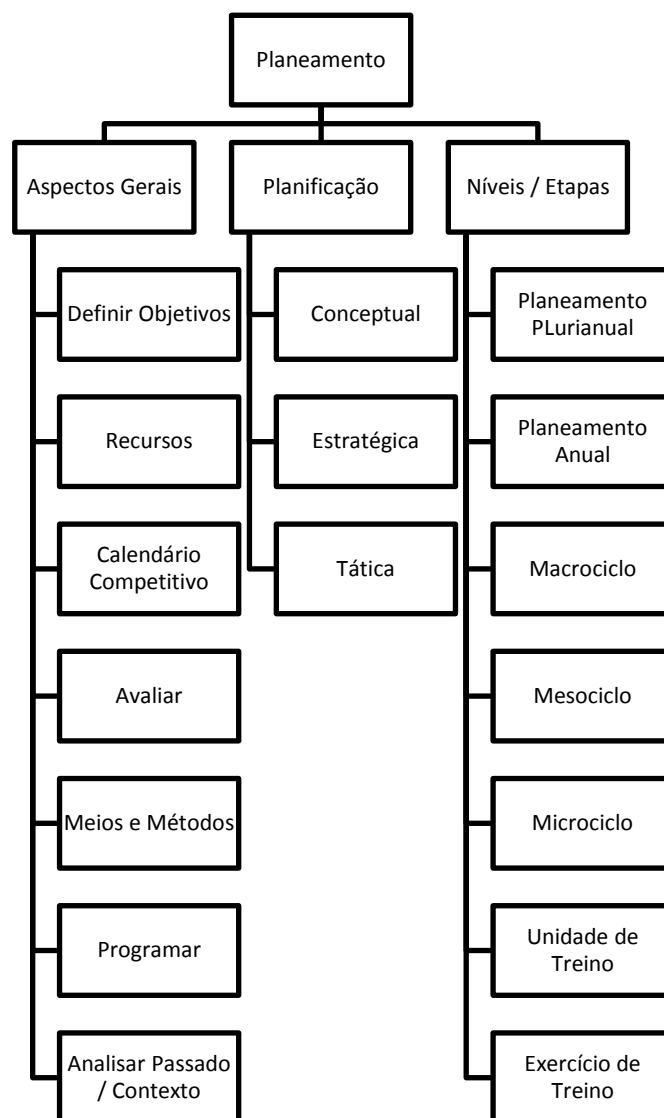 Planeamento
Aspectos Gerais
Planificação
Níveis / Etapas
Definir Objetivos
Recursos
Calendário
Competitivo
Avaliar
Meios e Métodos
Programar
Analisar Passado
/ Contexto
Conceptual
Estratégica
Tática
Planeamento
PLurianual
Planeamento
Anual
Macrociclo
Mesociclo
Microciclo
Unidade de
Treino
Exercício de
Treino